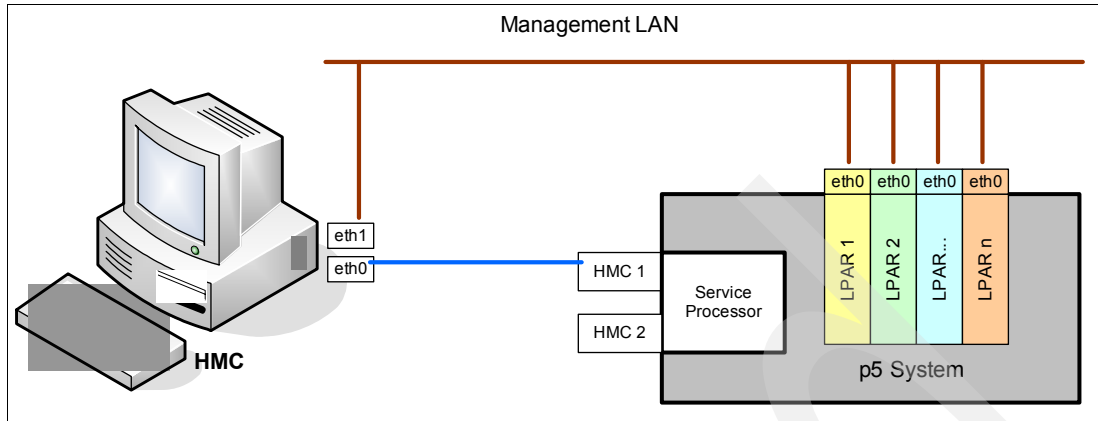 Management LAN
eth0 eth0 eth0 eth0
eth1
eth0
HMC 1
HMC 2
Service
Processor
LPAR 1
LPAR 2
LPAR...
LPAR n
HMC
p5 System